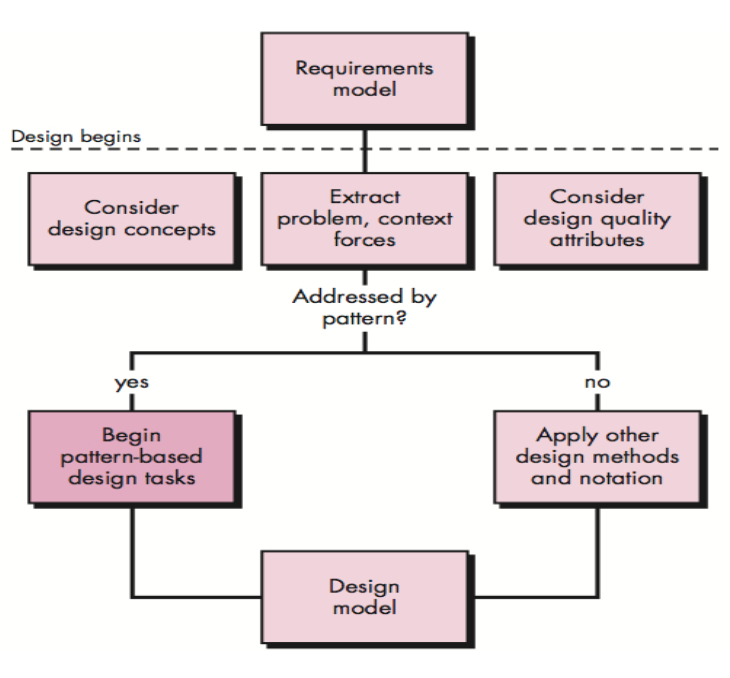 Requirements
model
Design begins
Consider
design concepts
Extract
problem, context
forces
Consider
design quality
attributes
Addressed by
pattern?
yes
no
Begin
pattern-based
design tasks
Apply other
design methods
and notation
Design
model